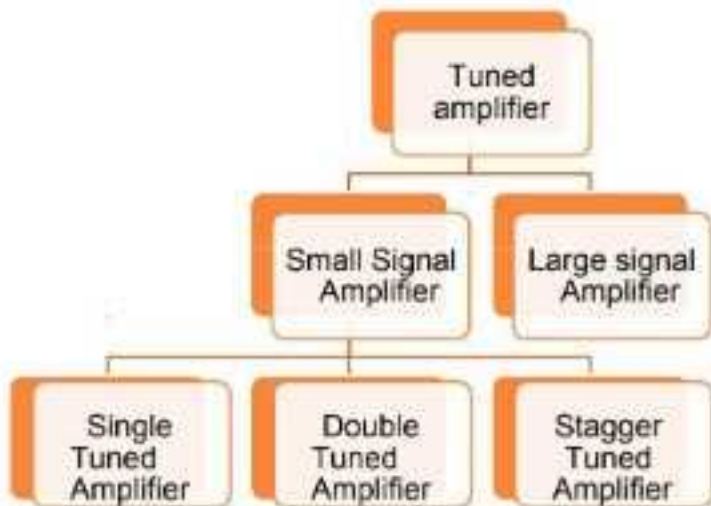 Tuned
amplifier
Small Signal
Amplifier
Large signal
Amplifier
Single
Tuned
Amplifier
Double
Tuned
Amplifier
Stagger
Tuned
Amplifier